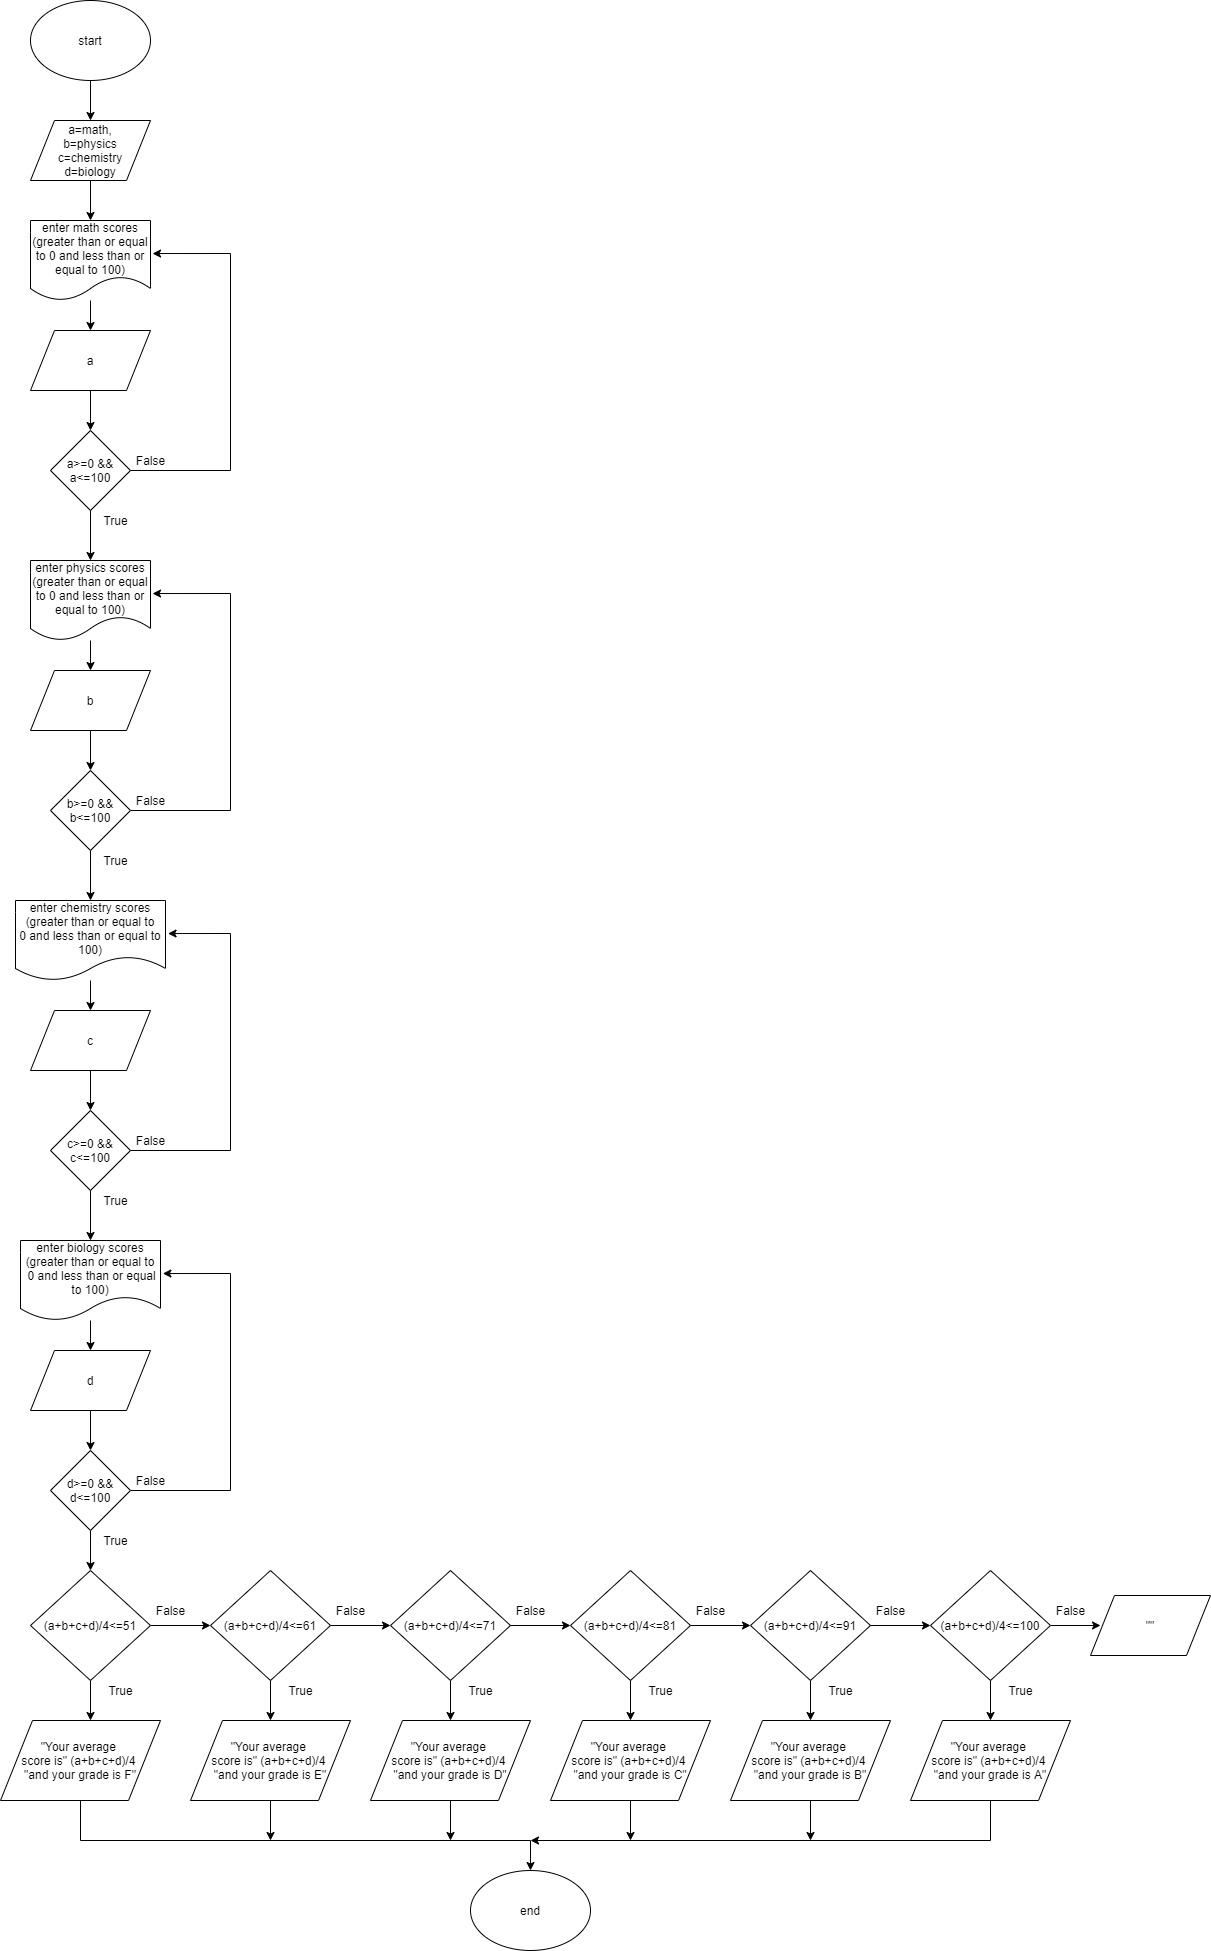 start
a=math,
b=physics
c=chemistry
d=biology
enter math scores
(greater than or equal
to 0 and less than or
equal to 100)
a
a>=0 &&
a<=100
False
True
enter physics scores
(greater than or equal
to 0 and less than or
equal to 100)
b
b>=0 &&
b<=100
False
True
enter chemistry scores
(greater than or equal to
0 and less than or equal to
100)
c
c>=0 &&
c<=100
False
True
enter biology scores
(greater than or equal to
0 and less than or equal
to 100)
d
d>=0 &&
d<=100
False
True
(a+b+c+d)/4<=51
False
(a+b+c+d)/4<=61
False
(a+b+c+d)/4<=71
False
(a+b+c+d)/4<=81
False
(a+b+c+d)/4<=91
False
(a+b+c+d)/4<=100
False
""
True
True
True
True
True
True
"Your average
score is" (a+b+c+d)/4
"and your grade is F"
"Your average
score is" (a+b+c+d)/4
"and your grade is E"
"Your average
score is" (a+b+c+d)/4
"and your grade is D"
"Your average
score is" (a+b+c+d)/4
"and your grade is C"
"Your average
score is" (a+b+c+d)/4
"and your grade is B"
"Your average
score is" (a+b+c+d)/4
"and your grade is A"
end